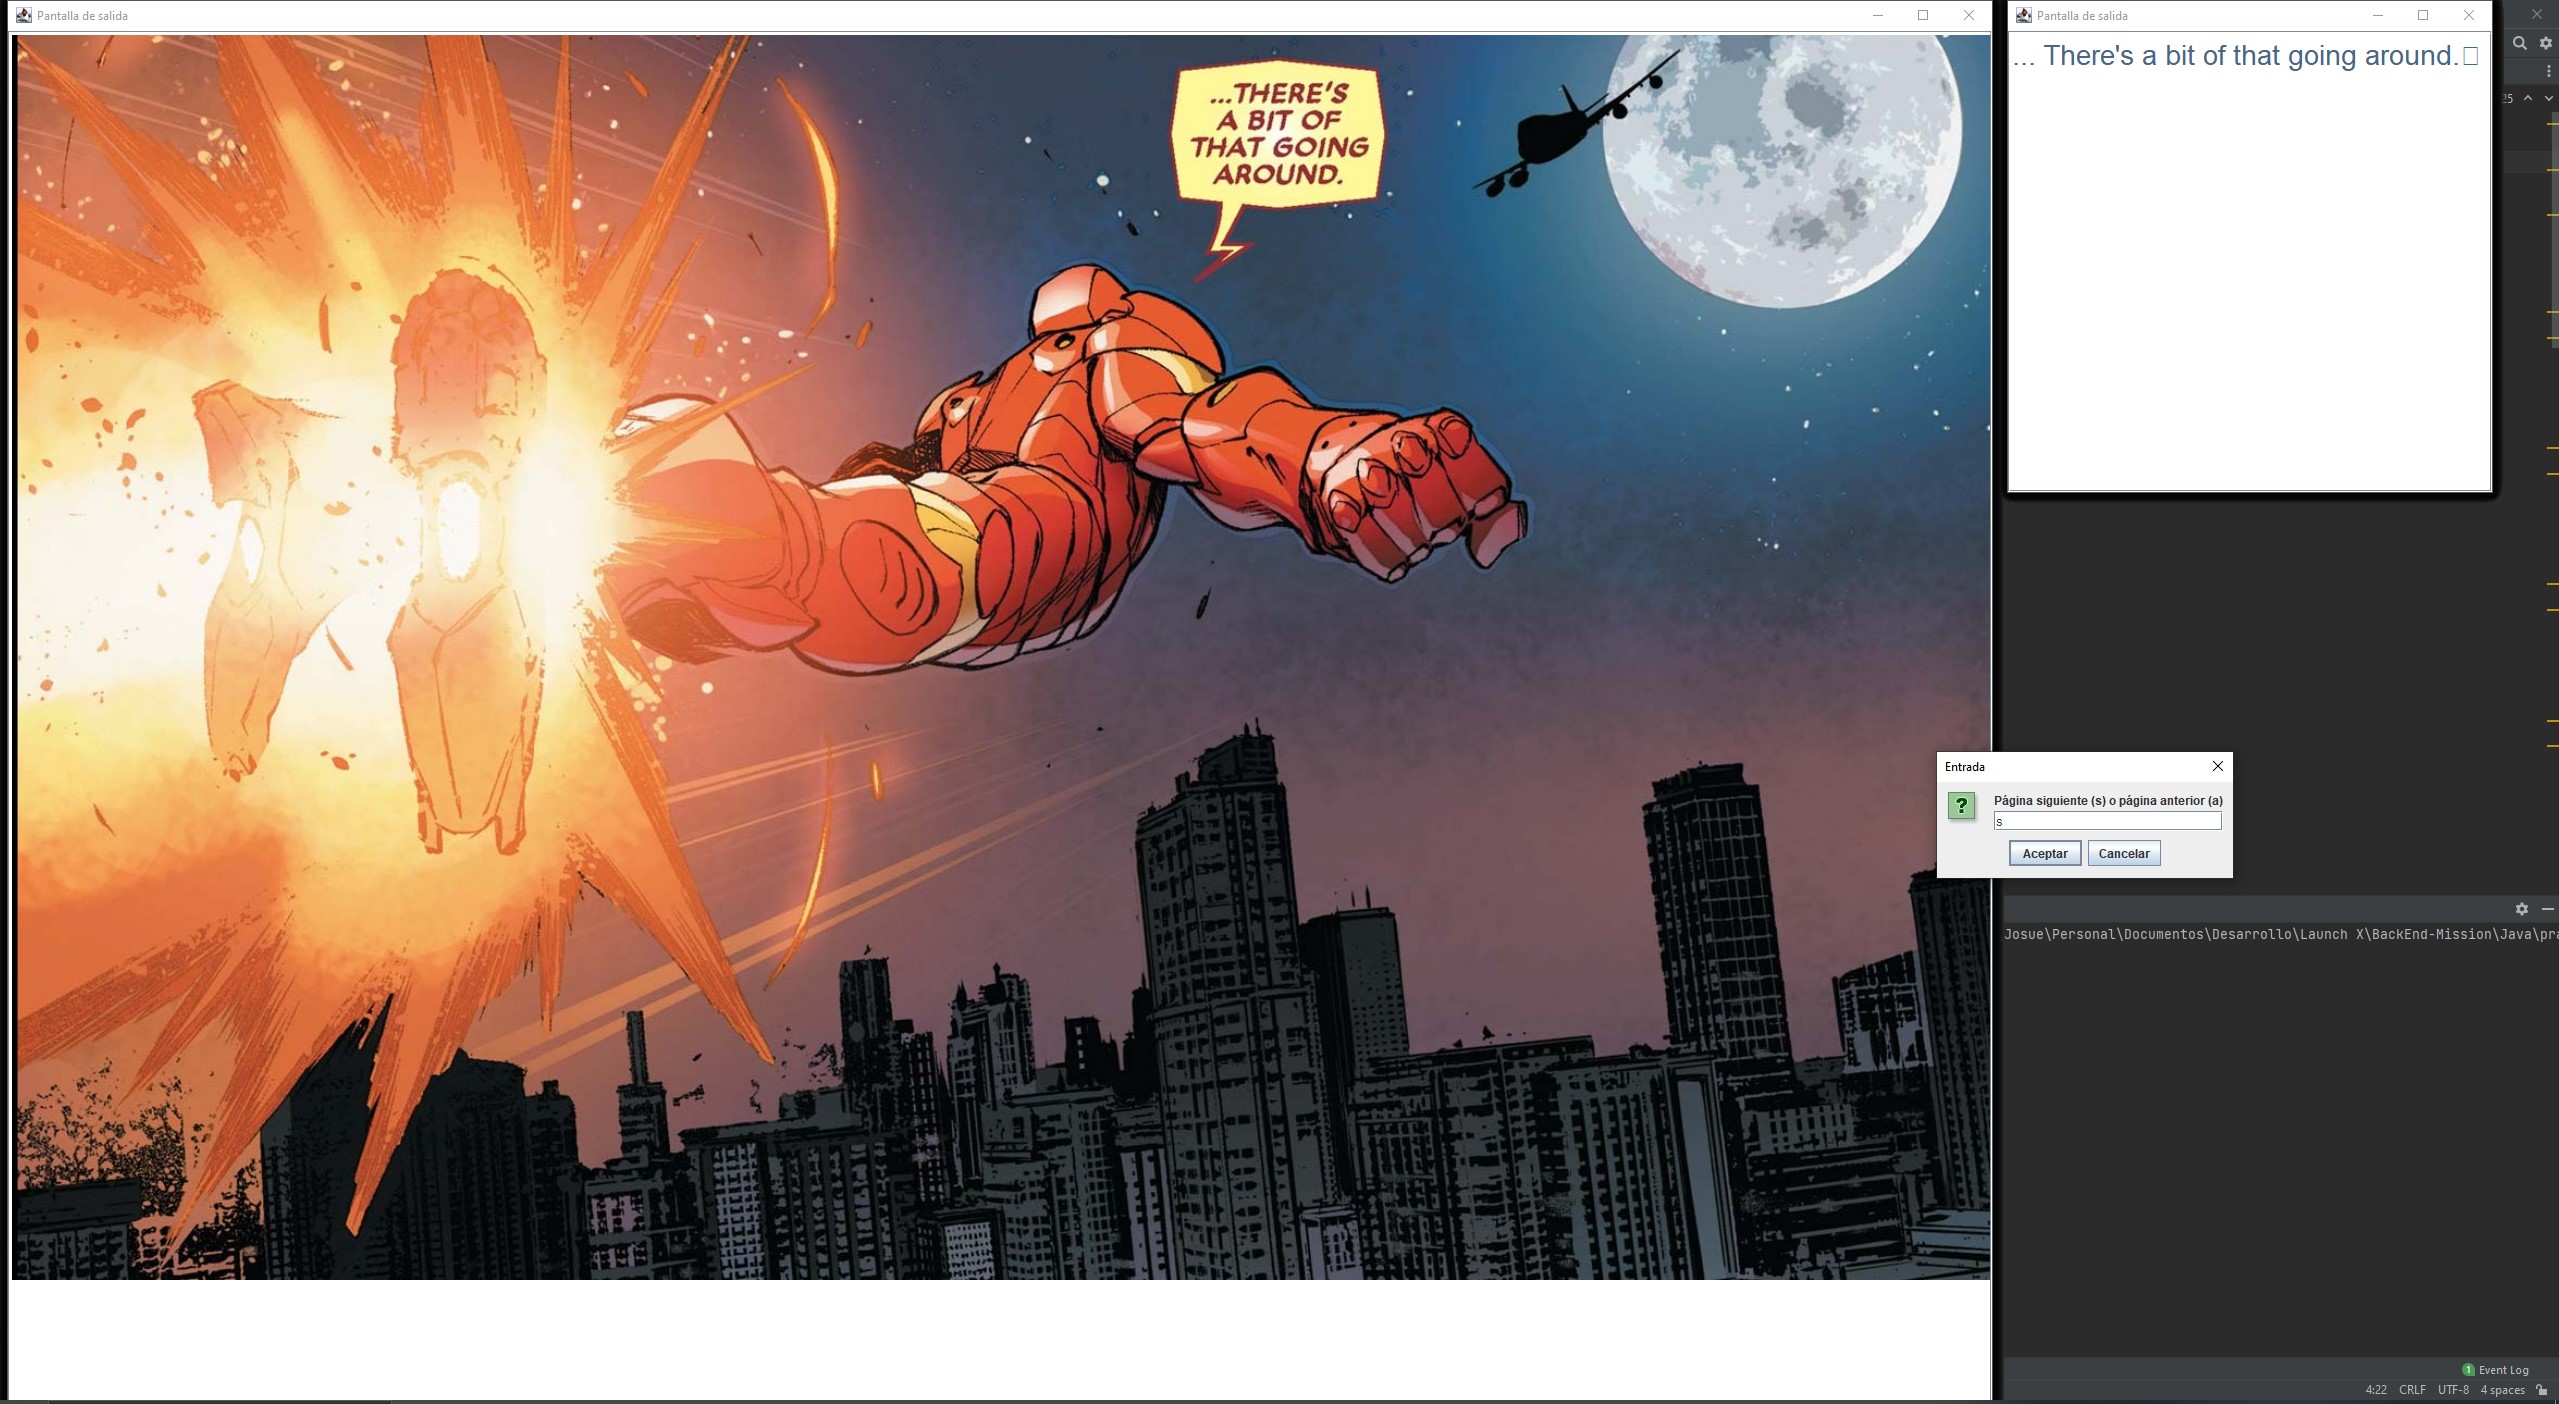 Pantalla de salida
...THERE'S
A BIT OF
THAT GOING
AROUND.
Pantalla de salida
... There's a bit of that going around.
25
Entrada
?
Página siguiente (s) o página anterior (a)
s
Aceptar
Cancelar
Josue\Personal\Documentos\Desarrollo\Launch X\BackEnd-Mission\Java\pra
1 Event Log
4:22 CRLF UTF-8 4 spaces